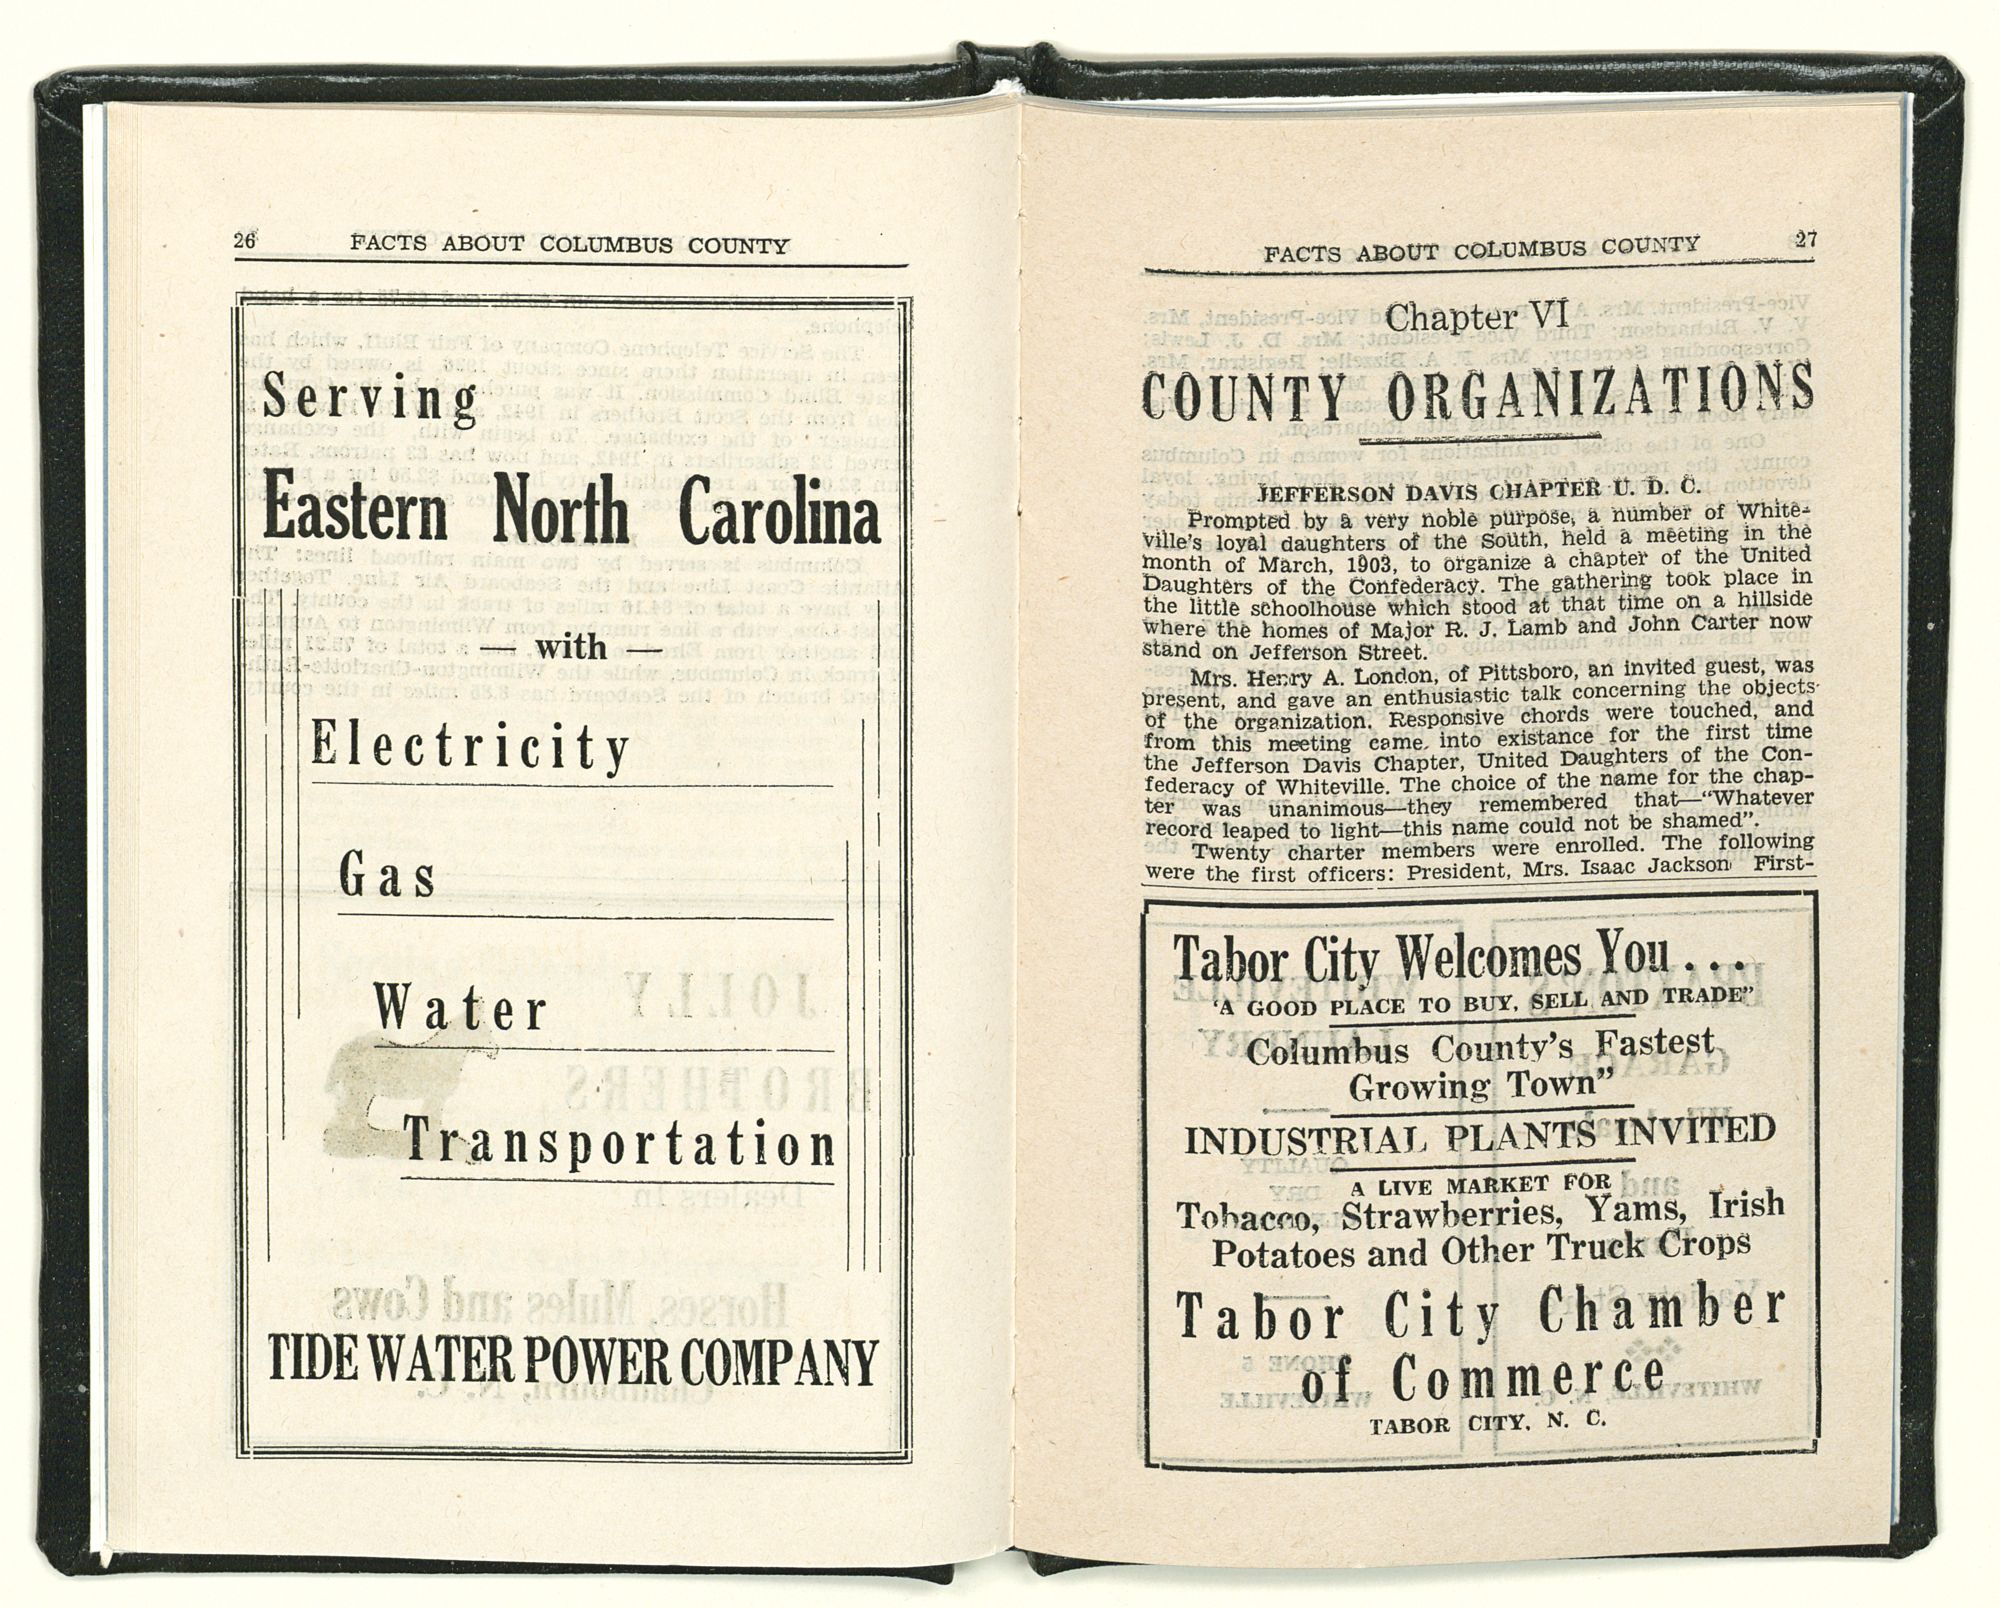 26 FACTS ABOUT COLUMBUS COUNTY
Serving
Eastern North Carolina
— with —
Electricity
Gas
Water
Transportation
TIDE WATER POWER COMPANY
FACTS ABOUT COLUMBUS COUNTY 27
Chapter VI
COUNTY ORGANIZATIONS
JEFFERSON DAVIS CHAPTER U. D. C.
Prompted by a very noble purpose, a number of White-
ville's loyal daughters of the South, held a meeting in the
month of March, 1903, to organize a chapter of the United
Daughters of the Confederacy. The gathering took place in
the little schoolhouse which stood at that time on a hillside
where the homes of Major R. J. Lamb and John Carter now
stand on Jefferson Street.
Mrs. Henry A. London, of Pittsboro, an invited guest, was
present, and gave an enthusiastic talk concerning the objects
of the organization. Responsive chords were touched, and
from this meeting came into existance for the first time
the Jefferson Davis Chapter, United Daughters of the Con-
federacy of Whiteville. The choice of the name for the chap-
ter was unanimous—they remembered that—"Whatever
record leaped to light—this name could not be shamed".
Twenty charter members were enrolled. The following
were the first officers: President, Mrs. Isaac Jackson First-
Tabor City Welcomes You . . .
'A GOOD PLACE TO BUY, SELL AND TRADE"
Columbus County's Fastest
Growing Town"
INDUSTRIAL PLANTS INVITED
A LIVE MARKET FOR
Tobacco, Strawberries, Yams, Irish
Potatoes and Other Truck Crops
Tabor City Chamber
of Commerce
TABOR CITY, N. C.